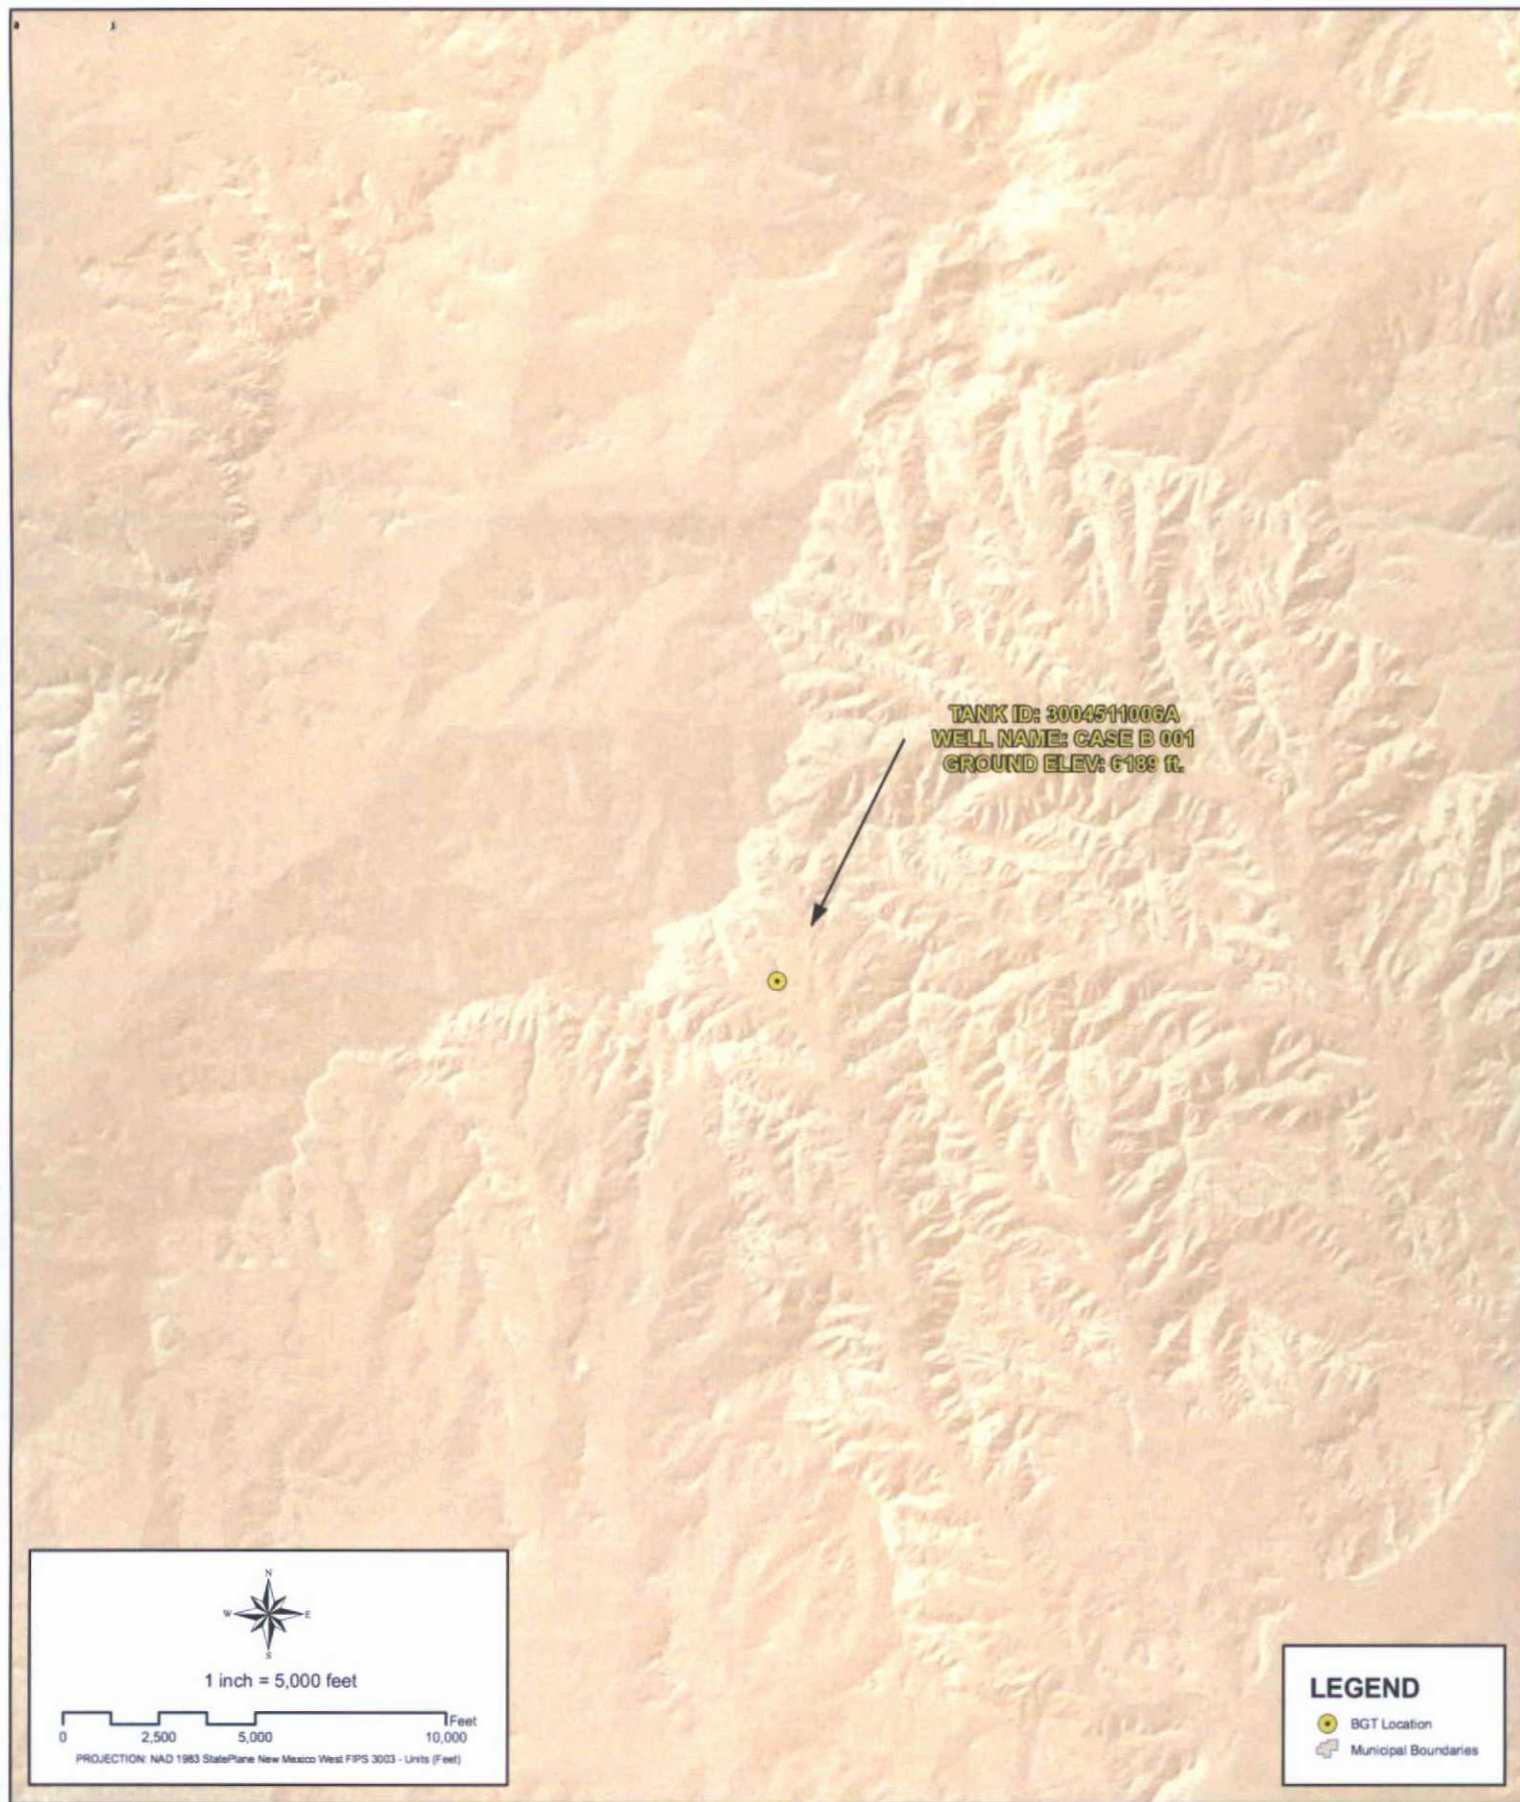 TANK ID: 3004511006A
WELL NAME: CASE B 001
GROUND ELEV: 6189 ft.
N
W E
S
1 inch = 5,000 feet
Feet
0 2,500 5,000 10,000
PROJECTION: NAD 1983 StatePlane New Mexico West FIPS 3003 - Units (Feet)
LEGEND
BGT Location
Municipal Boundaries